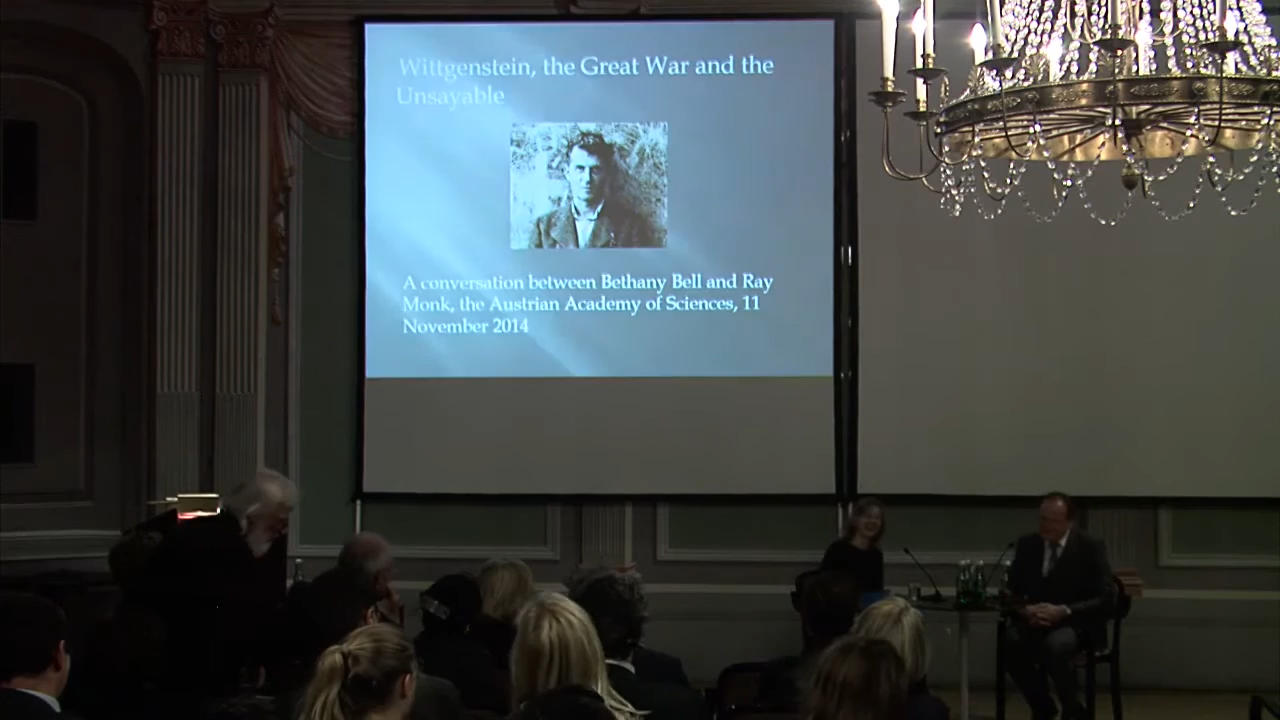 Wittgenstein, the Great War and the
Unsayable
A conversation between Bethany Bell and Ray
Monk, the Austrian Academy of Sciences, 11
November 2014